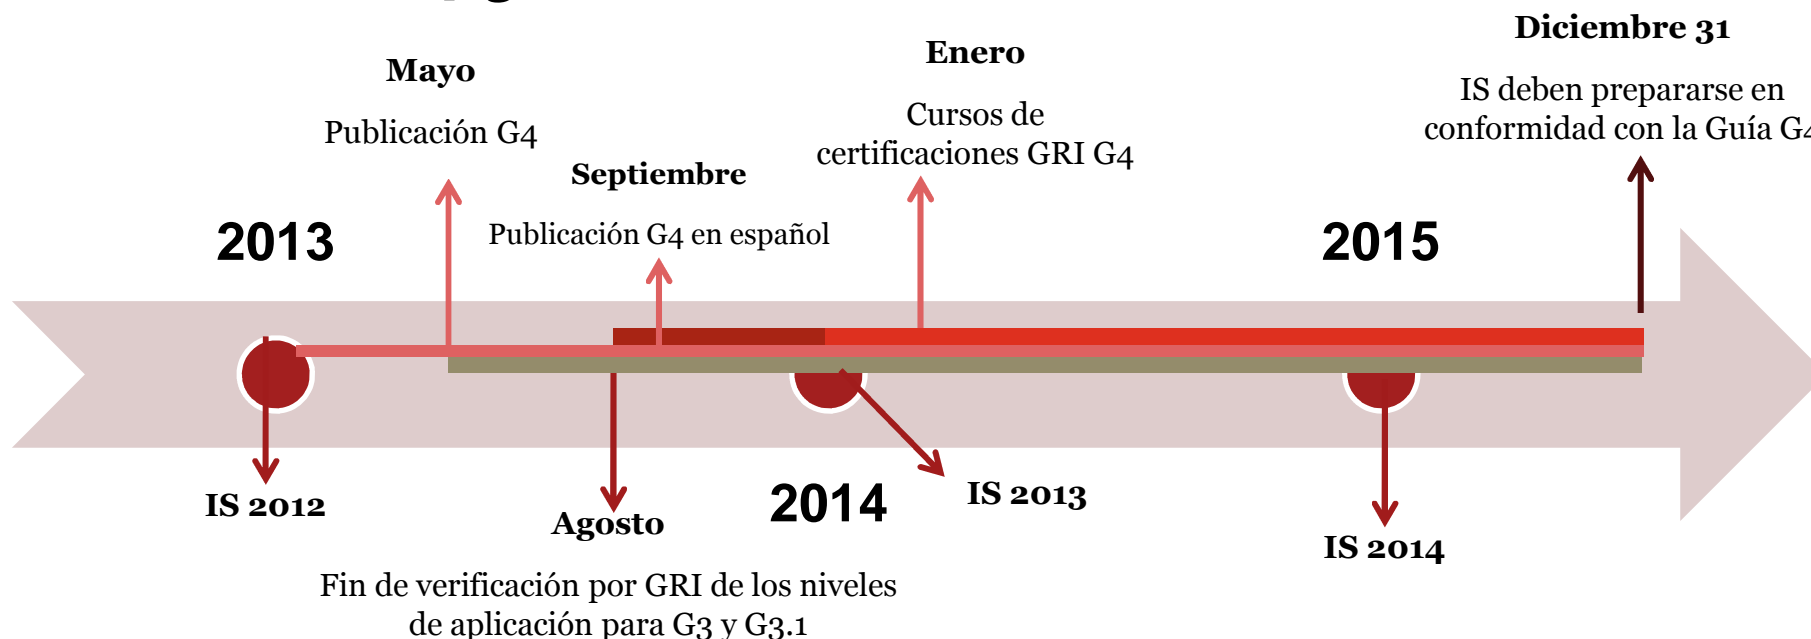 Diciembre 31
IS deben prepararse en
conformidad con la Guía G4
Enero
Cursos de
certificaciones GRI G4
Mayo
Publicación G4
Septiembre
Publicación G4 en español
2013
2015
IS 2012
Agosto
Fin de verificación por GRI de los niveles
de aplicación para G3 y G3.1
2014
IS 2013
IS 2014